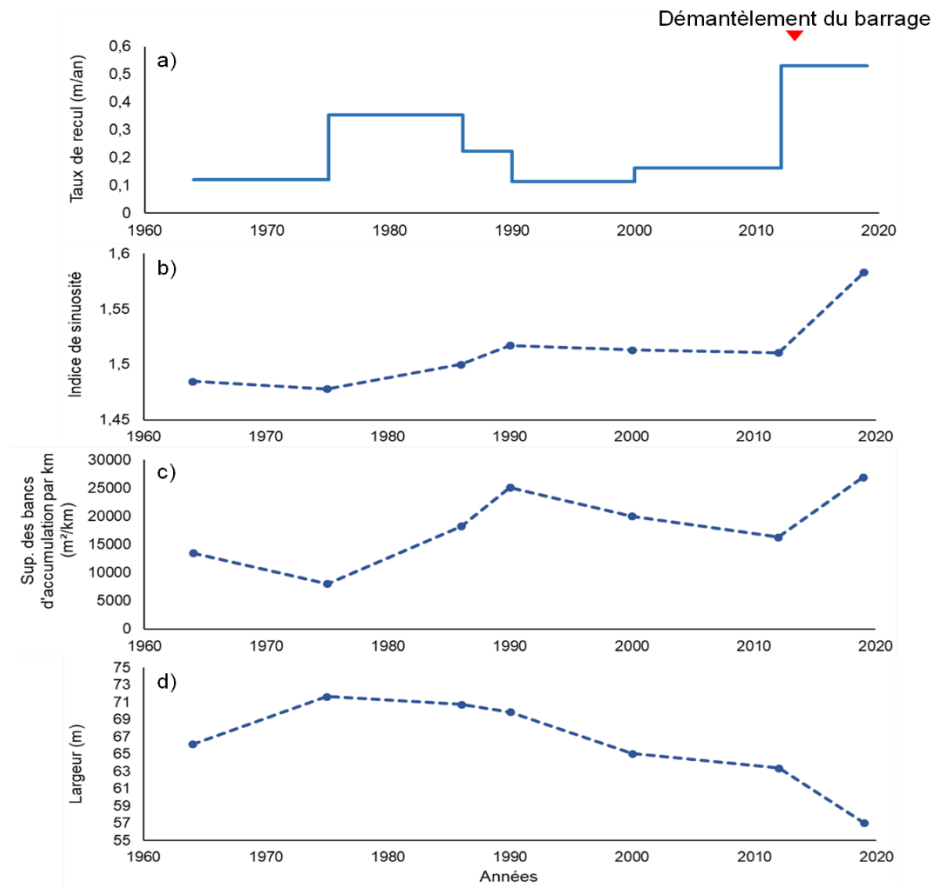 Démantèlement du barrage
a)
Taux de recul (m/an)
0,6
0,5
0,4
0,3
0,2
0,1
0
1960 1970 1980 1990 2000 2010 2020
b)
Indice de sinuosité
1,6
1,55
1,5
1,45
1960 1970 1980 1990 2000 2010 2020
c)
Sup. des bancs
d'accumulation par km
(m²/km)
30000
25000
20000
15000
10000
5000
0
1960 1970 1980 1990 2000 2010 2020
d)
Largeur (m)
75
73
71
69
67
65
63
61
59
57
55
1960 1970 1980 1990 2000 2010 2020
Années